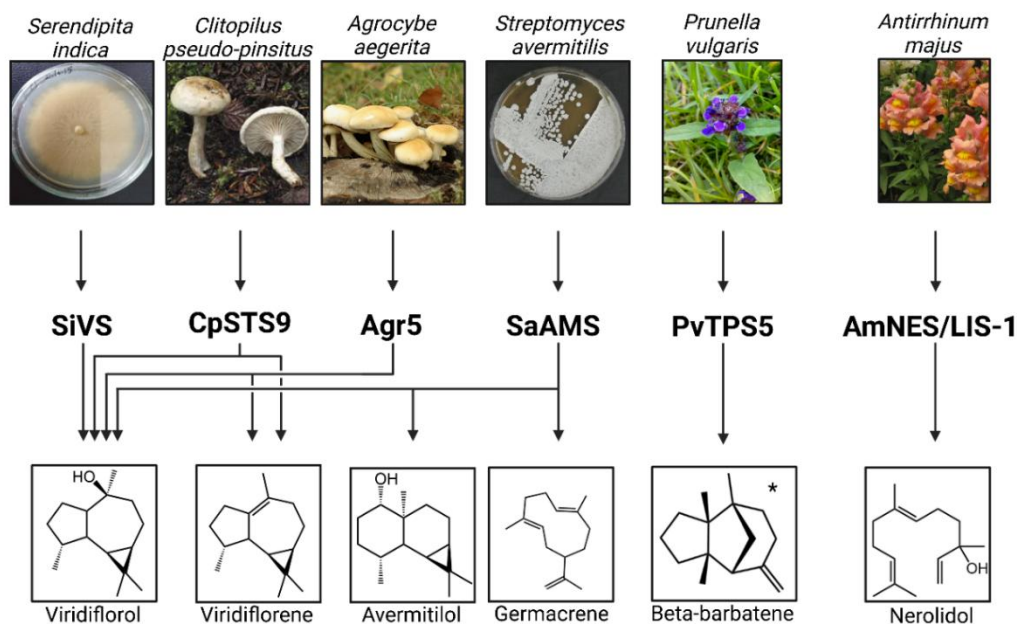 Serendipita
indica
Clitopilus
pseudo-pinsitus
Agrocybe
aegerita
Streptomyces
avermitilis
Prunella
vulgaris
Antirrhinum
majus
SiVS
CpSTS9
Agr5
SaAMS
PvTPS5
AmNES/LIS-1
HO
OH
*
OH
Viridiflorol
Viridiflorene
Avermitilol
Germacrene
Beta-barbatene
Nerolidol